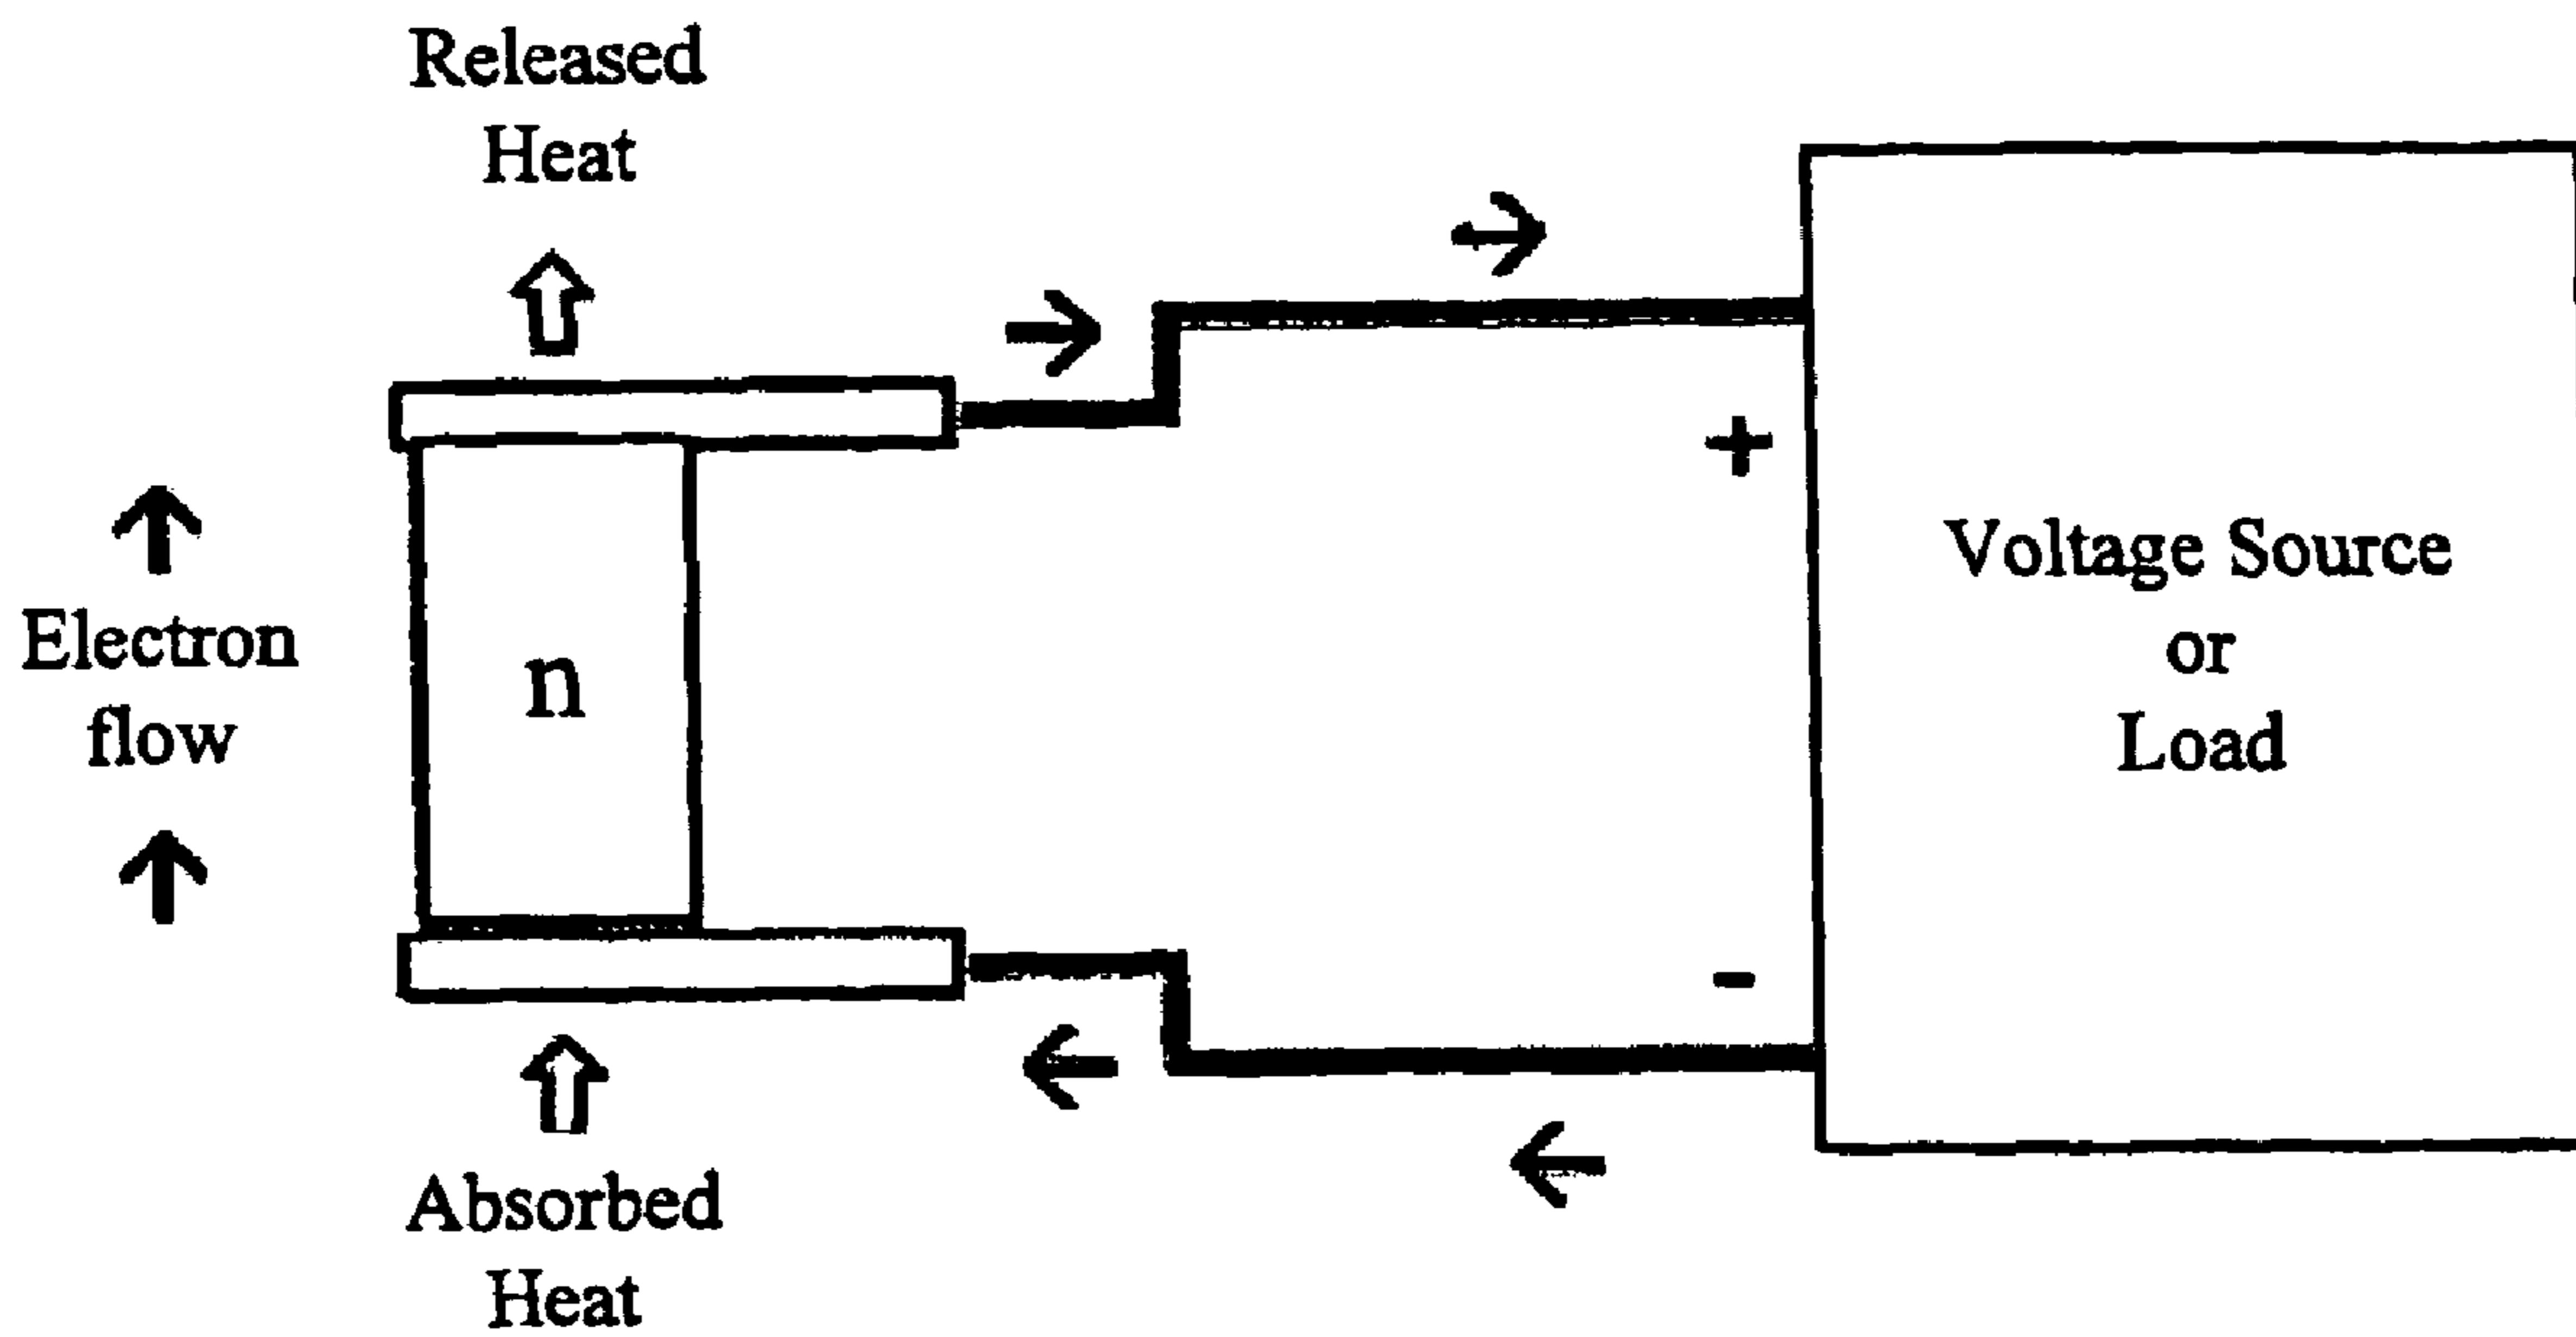 Released
Heat
+
Voltage Source
or
Load
Electron
flow
n
-
Absorbed
Heat